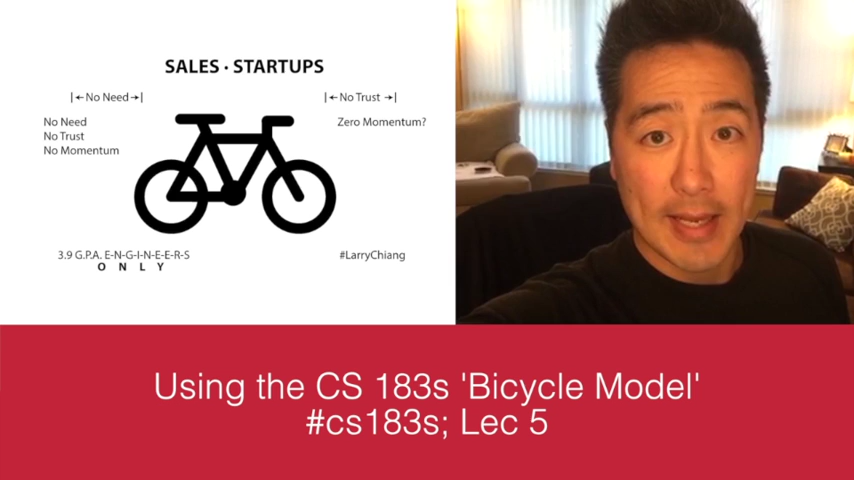 SALES · STARTUPS
|←No Need→|
|←No Trust→|
No Need
No Trust
No Momentum
Zero Momentum?
3.9 G.P.A. E-N-G-I-N-E-E-R-S
O N L Y
#LarryChiang
Using the CS 183s 'Bicycle Model'
#cs183s; Lec 5